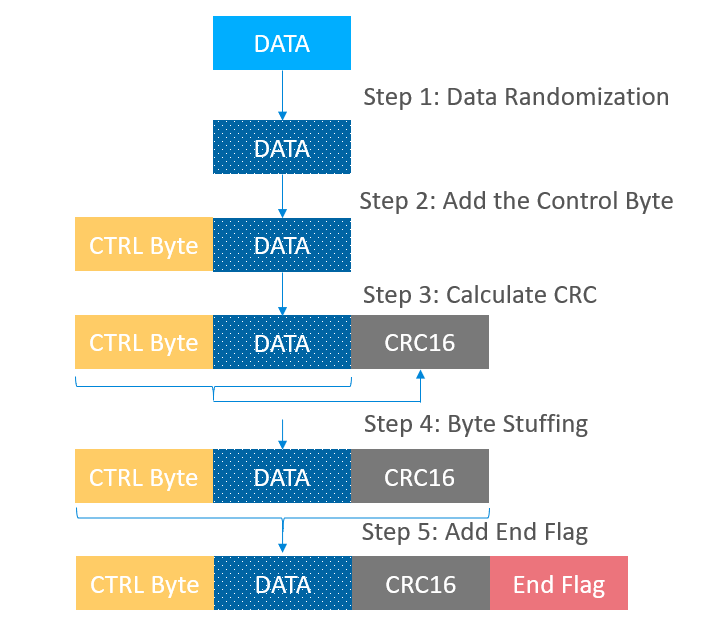 DATA
Step 1: Data Randomization
DATA
Step 2: Add the Control Byte
CTRL Byte DATA
Step 3: Calculate CRC
CTRL Byte DATA CRC16
Step 4: Byte Stuffing
CTRL Byte DATA CRC16
Step 5: Add End Flag
CTRL Byte DATA CRC16 End Flag